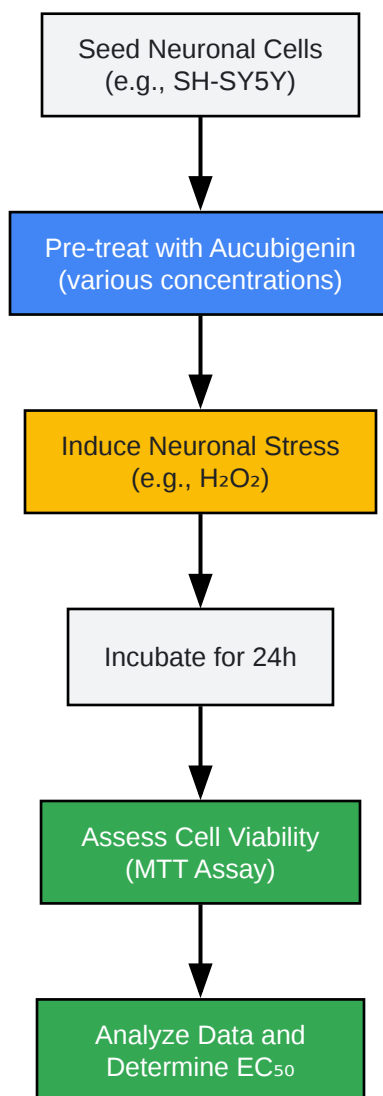 Seed Neuronal Cells
(e.g., SH-SY5Y)
Pre-treat with Aucubigenin
(various concentrations)
Induce Neuronal Stress
(e.g., H₂O₂)
Incubate for 24h
Assess Cell Viability
(MTT Assay)
Analyze Data and
Determine EC₅₀